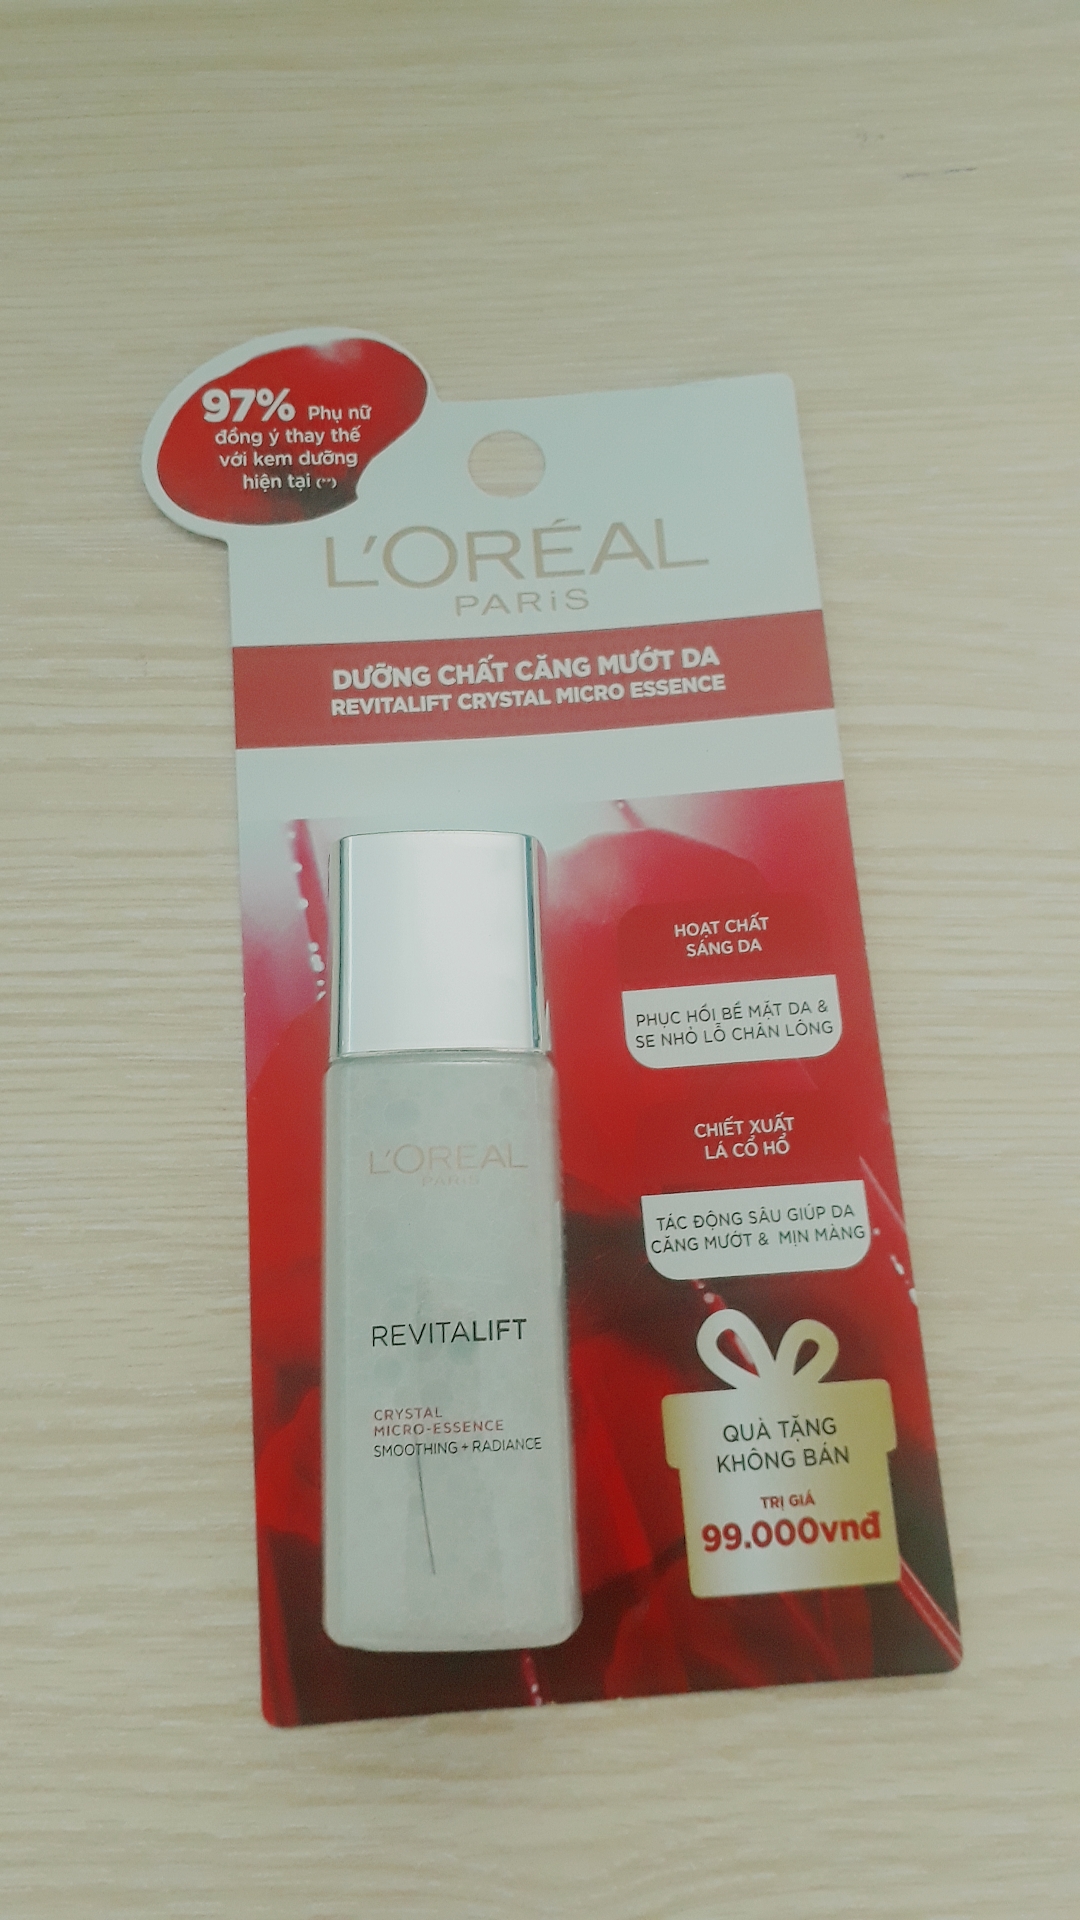 97% Phụ nữ
đồng ý thay thế
với kem dưỡng
hiện tại (**)
L'ORÉAL
PARiS
DƯỠNG CHẤT CĂNG MƯỚT DA
REVITALIFT CRYSTAL MICRO ESSENCE
HOẠT CHẤT
SÁNG DA
PHỤC HỒI BỀ MẶT DA &
SE NHỎ LỖ CHÂN LÔNG
CHIẾT XUẤT
LÁ CỔ HỔ
TÁC ĐỘNG SÂU GIÚP DA
CĂNG MƯỚT & MỊN MÀNG
L'ORÉAL
PARiS
REVITALIFT
CRYSTAL
MICRO-ESSENCE
SMOOTHING + RADIANCE
QUÀ TẶNG
KHÔNG BÁN
TRỊ GIÁ
99.000vnđ